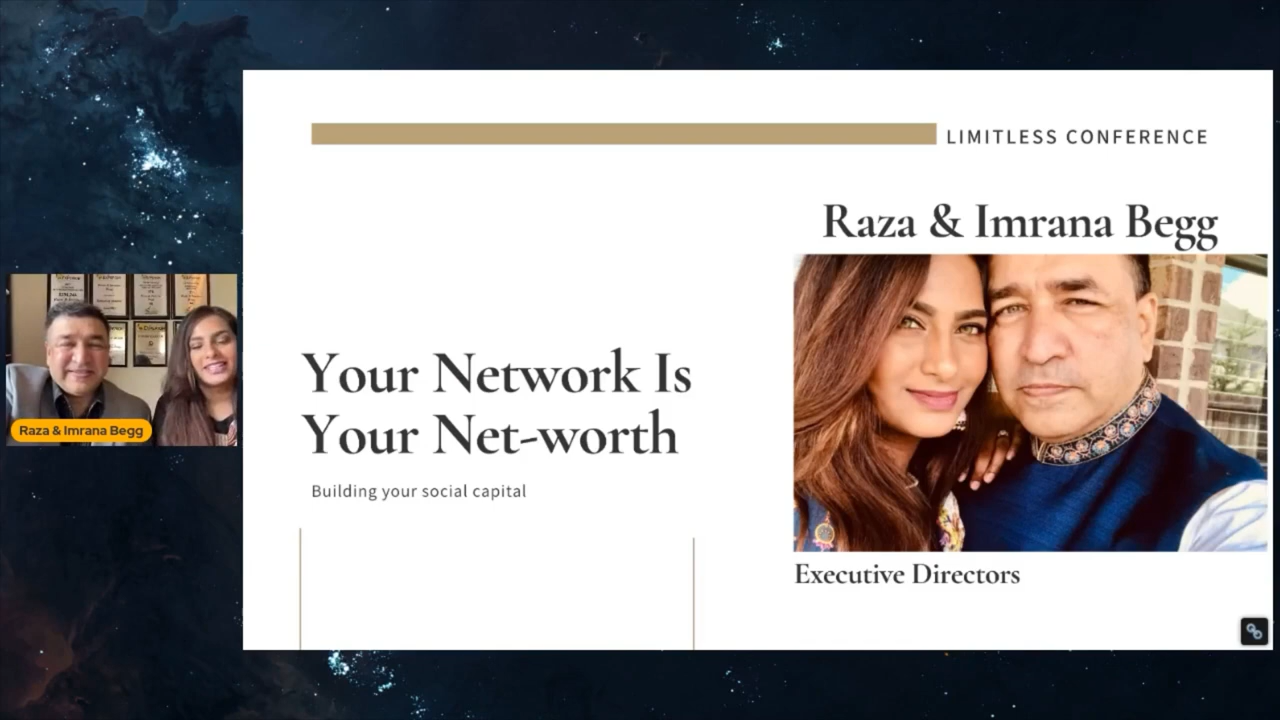 LIMITLESS CONFERENCE
Raza & Imrana Begg
Your Network Is
Your Net-worth
Building your social capital
Executive Directors
Raza & Imrana Begg